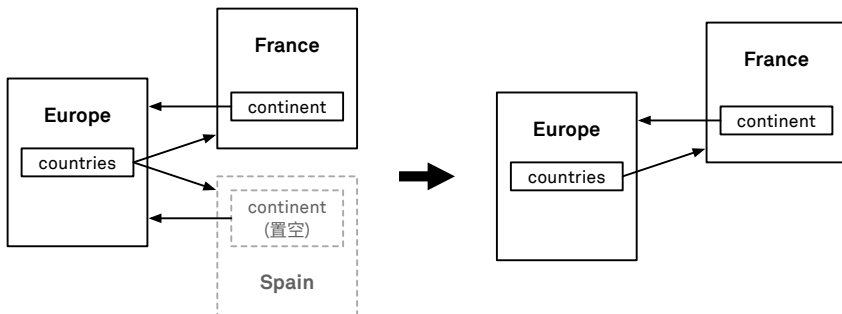 France
continent
Europe
countries
continent
(置空)
Spain
France
continent
Europe
countries